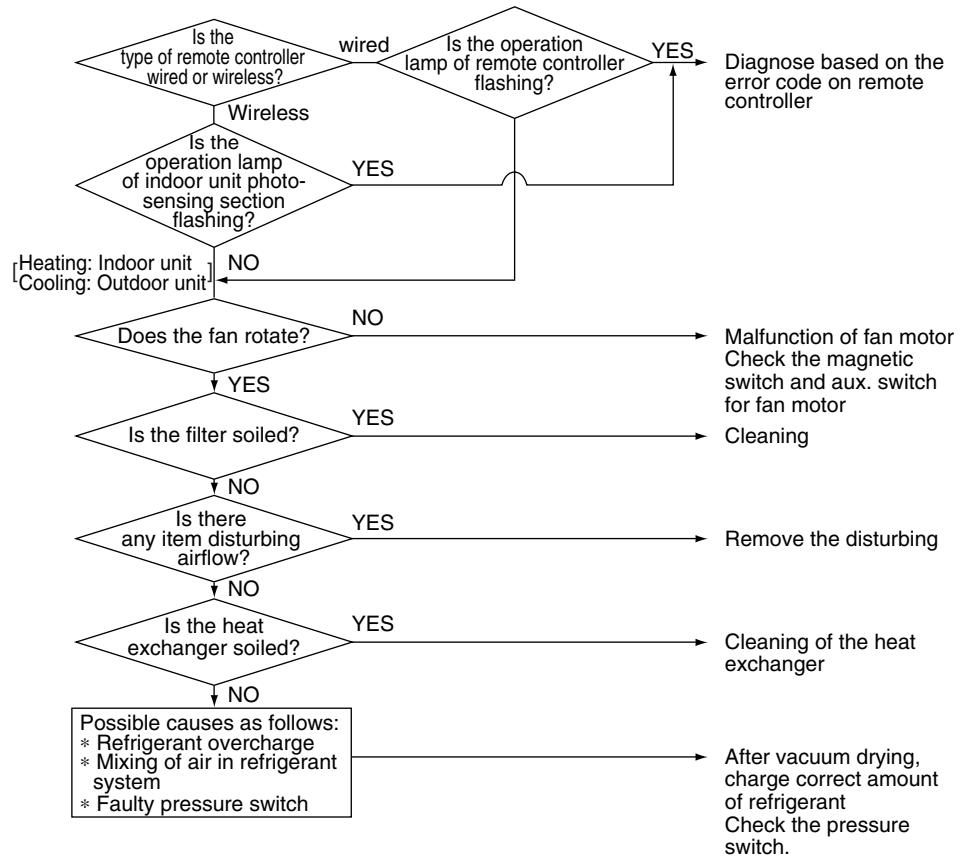 Is the
type of remote controller
wired or wireless?
wired
Is the operation
lamp of remote controller
flashing?
YES
Diagnose based on the
error code on remote
controller
Wireless
Is the
operation lamp
of indoor unit photo-
sensing section
flashing?
YES
[Heating: Indoor unit
Cooling: Outdoor unit]
NO
Does the fan rotate?
NO
Malfunction of fan motor
Check the magnetic
switch and aux. switch
for fan motor
YES
Is the filter soiled?
YES
Cleaning
NO
Is there
any item disturbing
airflow?
YES
Remove the disturbing
NO
Is the heat
exchanger soiled?
YES
Cleaning of the heat
exchanger
NO
Possible causes as follows:
* Refrigerant overcharge
* Mixing of air in refrigerant
system
* Faulty pressure switch
After vacuum drying,
charge correct amount
of refrigerant
Check the pressure
switch.